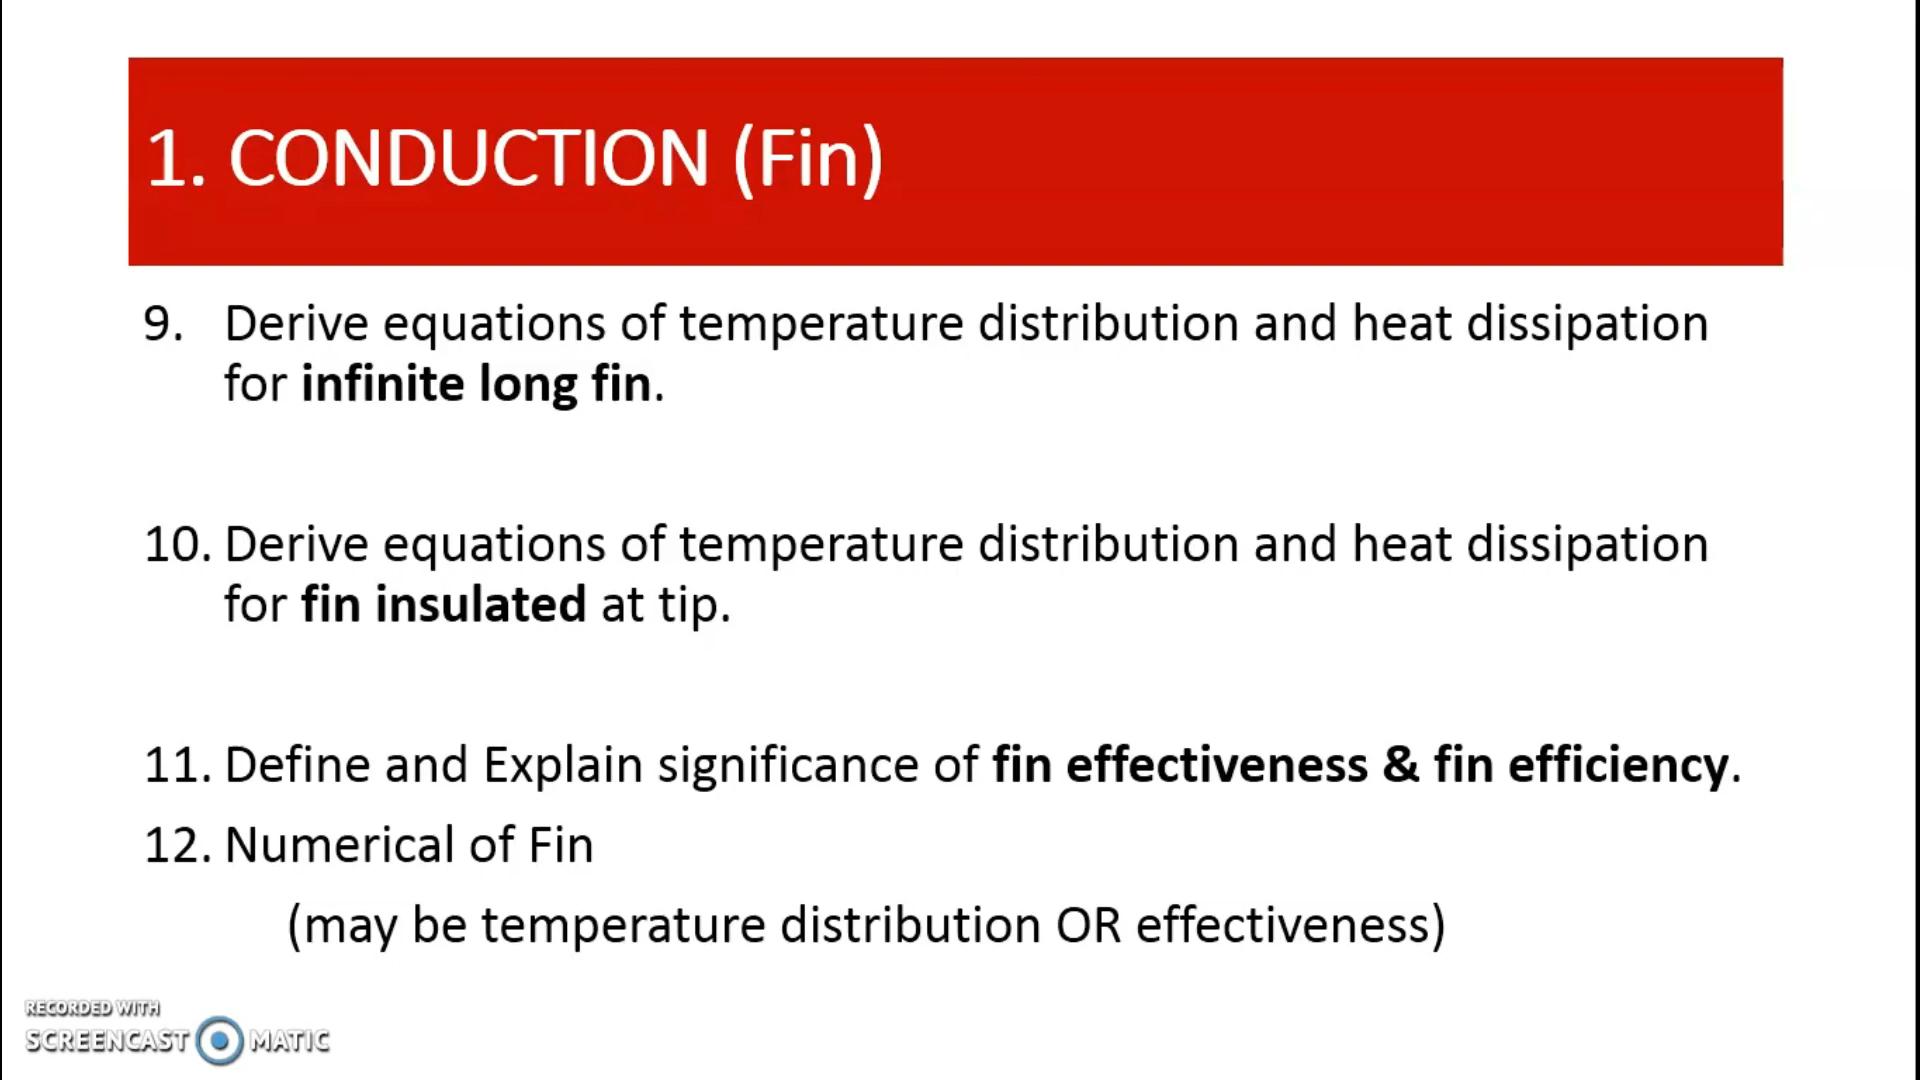 1. CONDUCTION (Fin)
9. Derive equations of temperature distribution and heat dissipation
for infinite long fin.
10. Derive equations of temperature distribution and heat dissipation
for fin insulated at tip.
11. Define and Explain significance of fin effectiveness & fin efficiency.
12. Numerical of Fin
(may be temperature distribution OR effectiveness)
RECORDED WITH
SCREENCAST MATIC